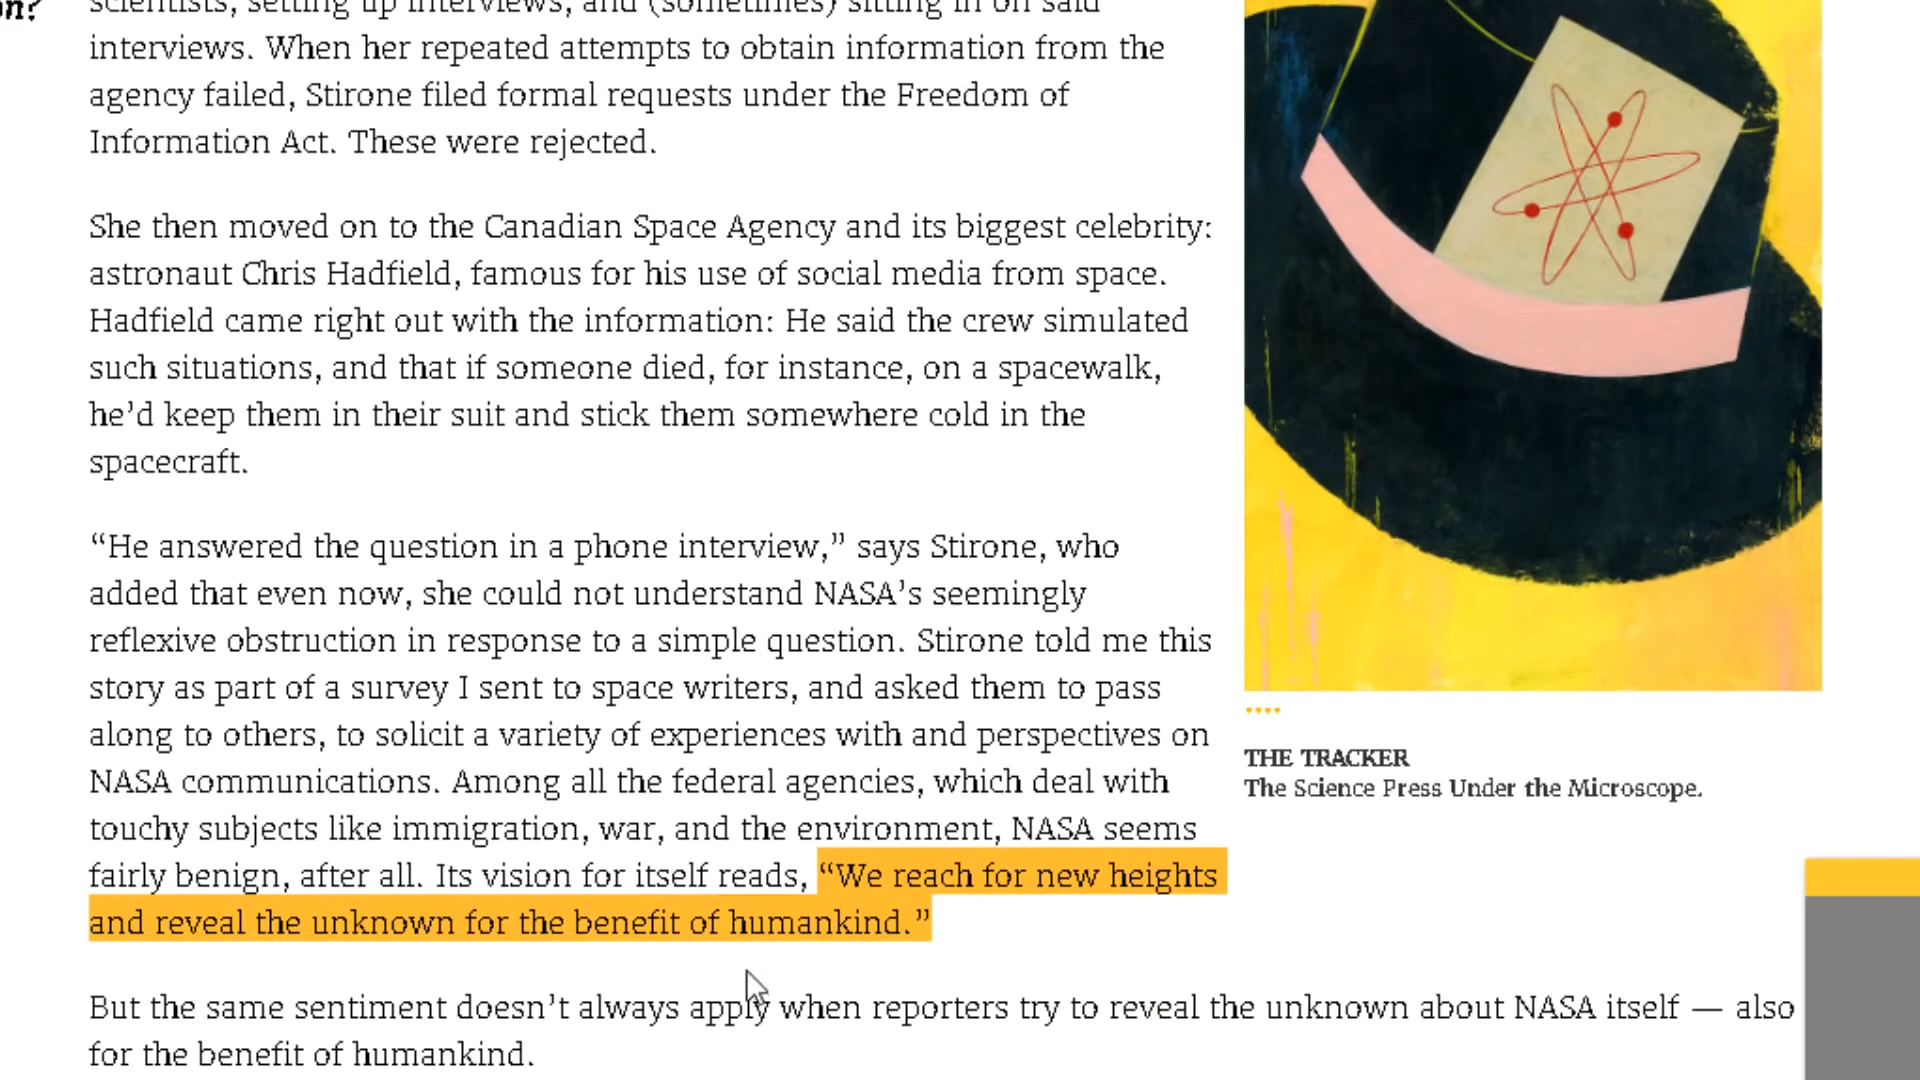 on?
scientists, setting up interviews, and (sometimes) sitting in on said
interviews. When her repeated attempts to obtain information from the
agency failed, Stirone filed formal requests under the Freedom of
Information Act. These were rejected.
She then moved on to the Canadian Space Agency and its biggest celebrity:
astronaut Chris Hadfield, famous for his use of social media from space.
Hadfield came right out with the information: He said the crew simulated
such situations, and that if someone died, for instance, on a spacewalk,
he’d keep them in their suit and stick them somewhere cold in the
spacecraft.
“He answered the question in a phone interview,” says Stirone, who
added that even now, she could not understand NASA’s seemingly
reflexive obstruction in response to a simple question. Stirone told me this
story as part of a survey I sent to space writers, and asked them to pass
along to others, to solicit a variety of experiences with and perspectives on
NASA communications. Among all the federal agencies, which deal with
touchy subjects like immigration, war, and the environment, NASA seems
fairly benign, after all. Its vision for itself reads, “We reach for new heights
and reveal the unknown for the benefit of humankind.”
But the same sentiment doesn’t always apply when reporters try to reveal the unknown about NASA itself — also
for the benefit of humankind.
THE TRACKER
The Science Press Under the Microscope.